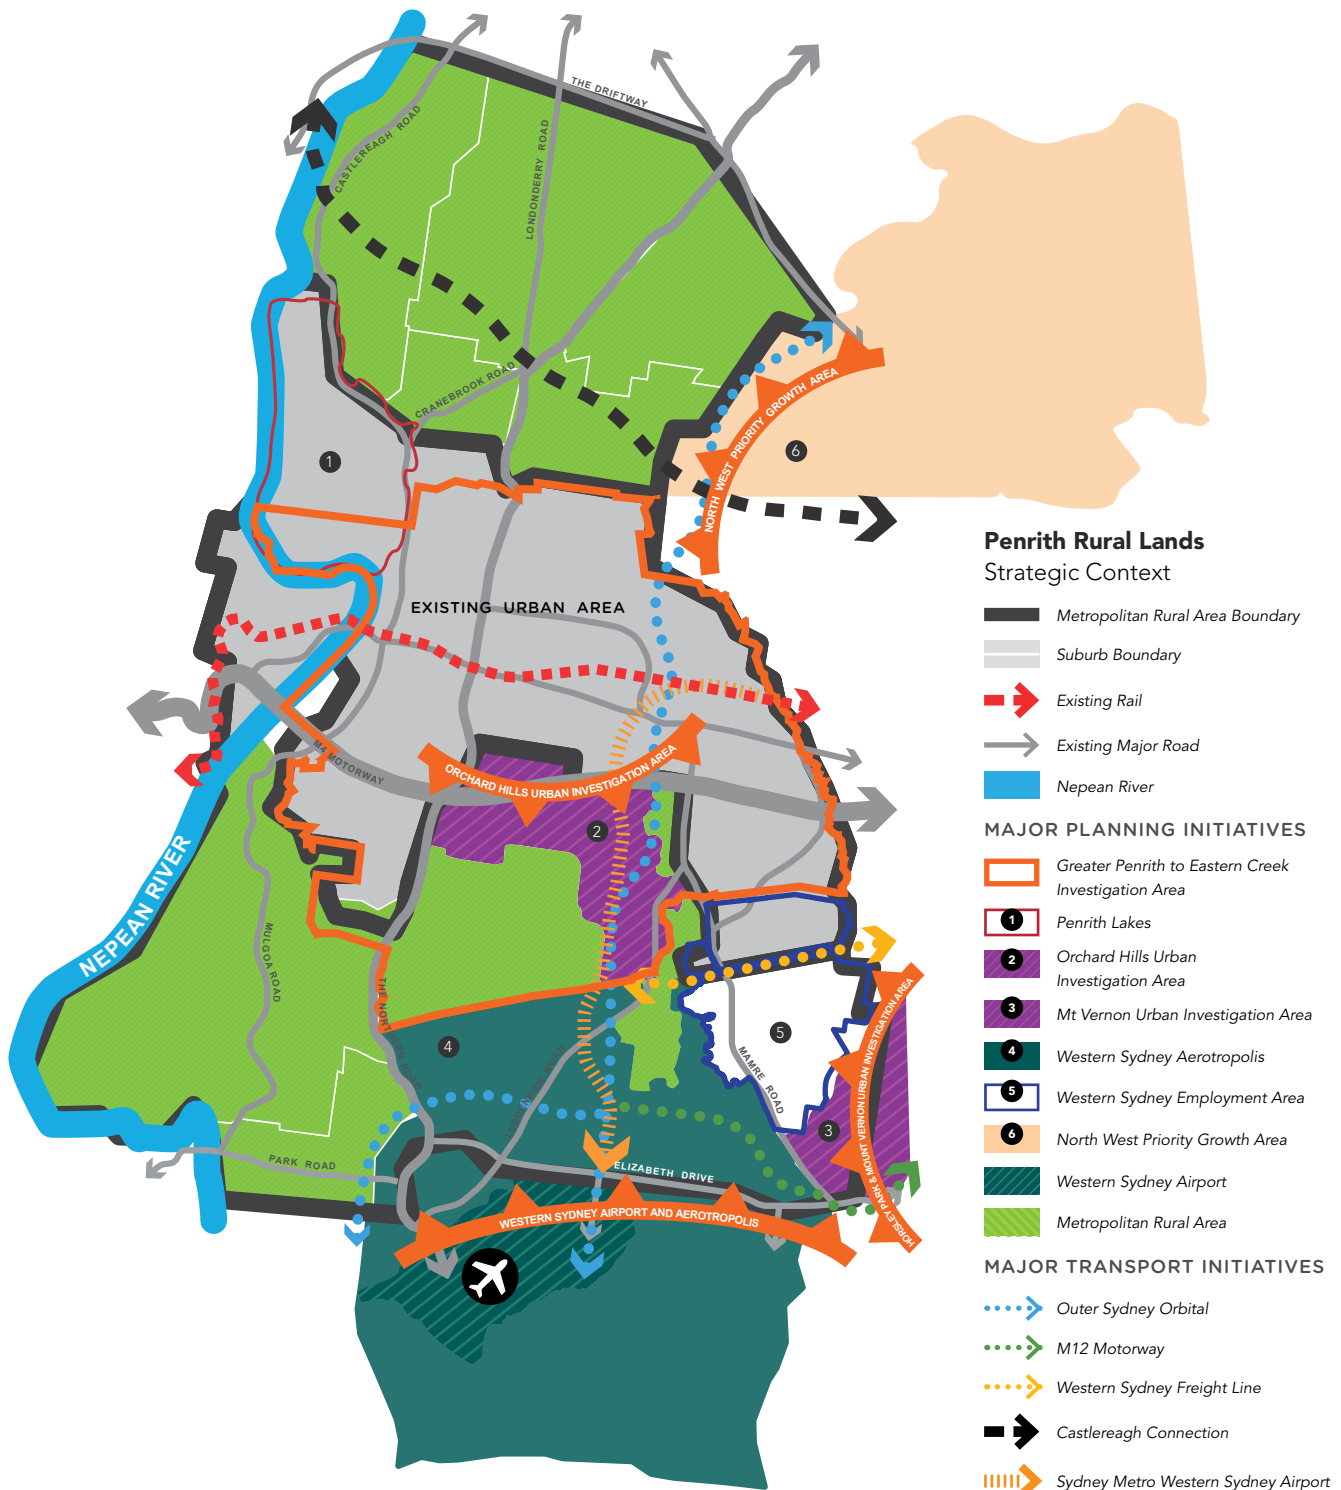 THE DRIFTWAY
CASTLEREAGH ROAD
LONDONDERRY ROAD
CRANEBROOK ROAD
NORTH WEST PRIORITY GROWTH AREA
1
6
EXISTING URBAN AREA
M4 MOTORWAY
ORCHARD HILLS URBAN INVESTIGATION AREA
2
NEPEAN RIVER
MULGOA ROAD
THE NORTHERN ROAD
4
5
MAMRE ROAD
HORSLEY PARK & MOUNT VERNON URBAN INVESTIGATION AREA
3
PARK ROAD
ELIZABETH DRIVE
WESTERN SYDNEY AIRPORT AND AEROTROPOLIS
Penrith Rural Lands
Strategic Context
Metropolitan Rural Area Boundary
Suburb Boundary
Existing Rail
Existing Major Road
Nepean River
MAJOR PLANNING INITIATIVES
Greater Penrith to Eastern Creek
Investigation Area
1 Penrith Lakes
2 Orchard Hills Urban
Investigation Area
3 Mt Vernon Urban Investigation Area
4 Western Sydney Aerotropolis
5 Western Sydney Employment Area
6 North West Priority Growth Area
Western Sydney Airport
Metropolitan Rural Area
MAJOR TRANSPORT INITIATIVES
Outer Sydney Orbital
M12 Motorway
Western Sydney Freight Line
Castlereagh Connection
Sydney Metro Western Sydney Airport